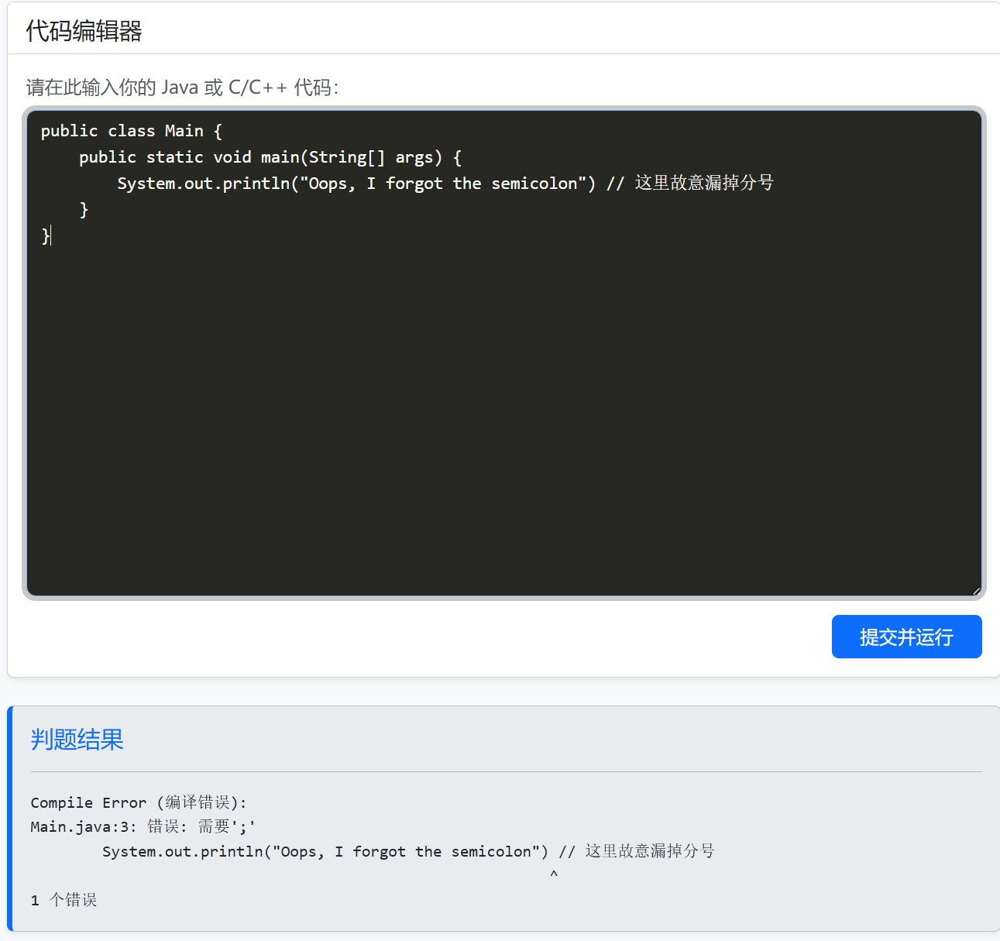 代码编辑器
请在此输入你的 Java 或 C/C++ 代码：
public class Main {
    public static void main(String[] args) {
        System.out.println("Oops, I forgot the semicolon") // 这里故意漏掉分号
    }
}
提交并运行
判题结果
Compile Error (编译错误):
Main.java:3: 错误: 需要';'
        System.out.println("Oops, I forgot the semicolon") // 这里故意漏掉分号
                                                          ^
1 个错误